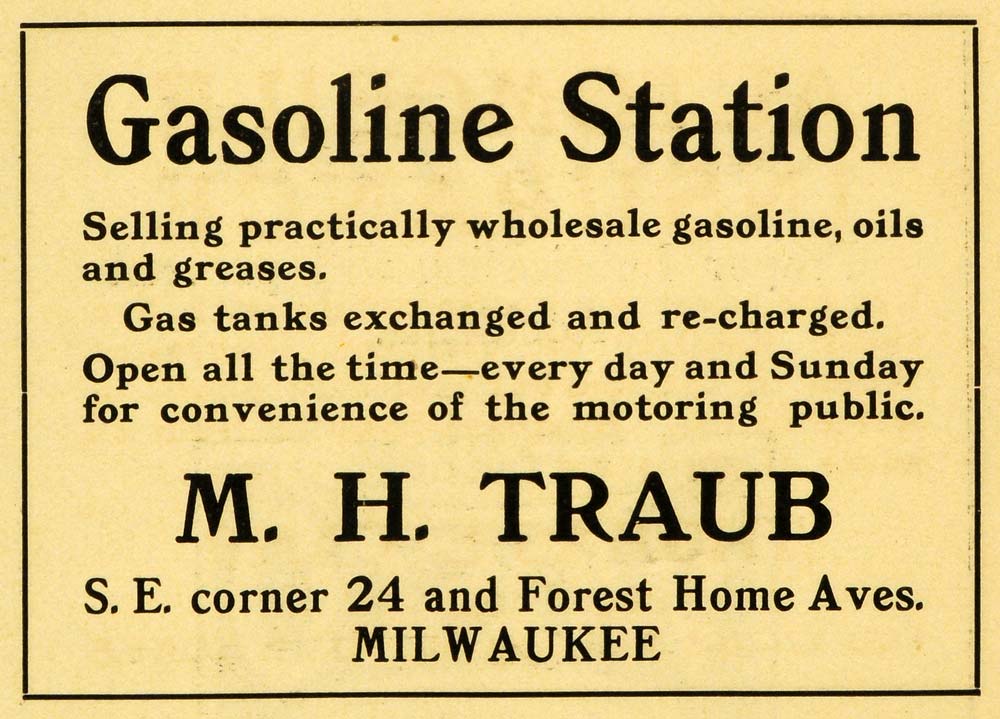 Gasoline Station
Selling practically wholesale gasoline, oils
and greases.
Gas tanks exchanged and re-charged.
Open all the time—every day and Sunday
for convenience of the motoring public.
M. H. TRAUB
S. E. corner 24 and Forest Home Aves.
MILWAUKEE